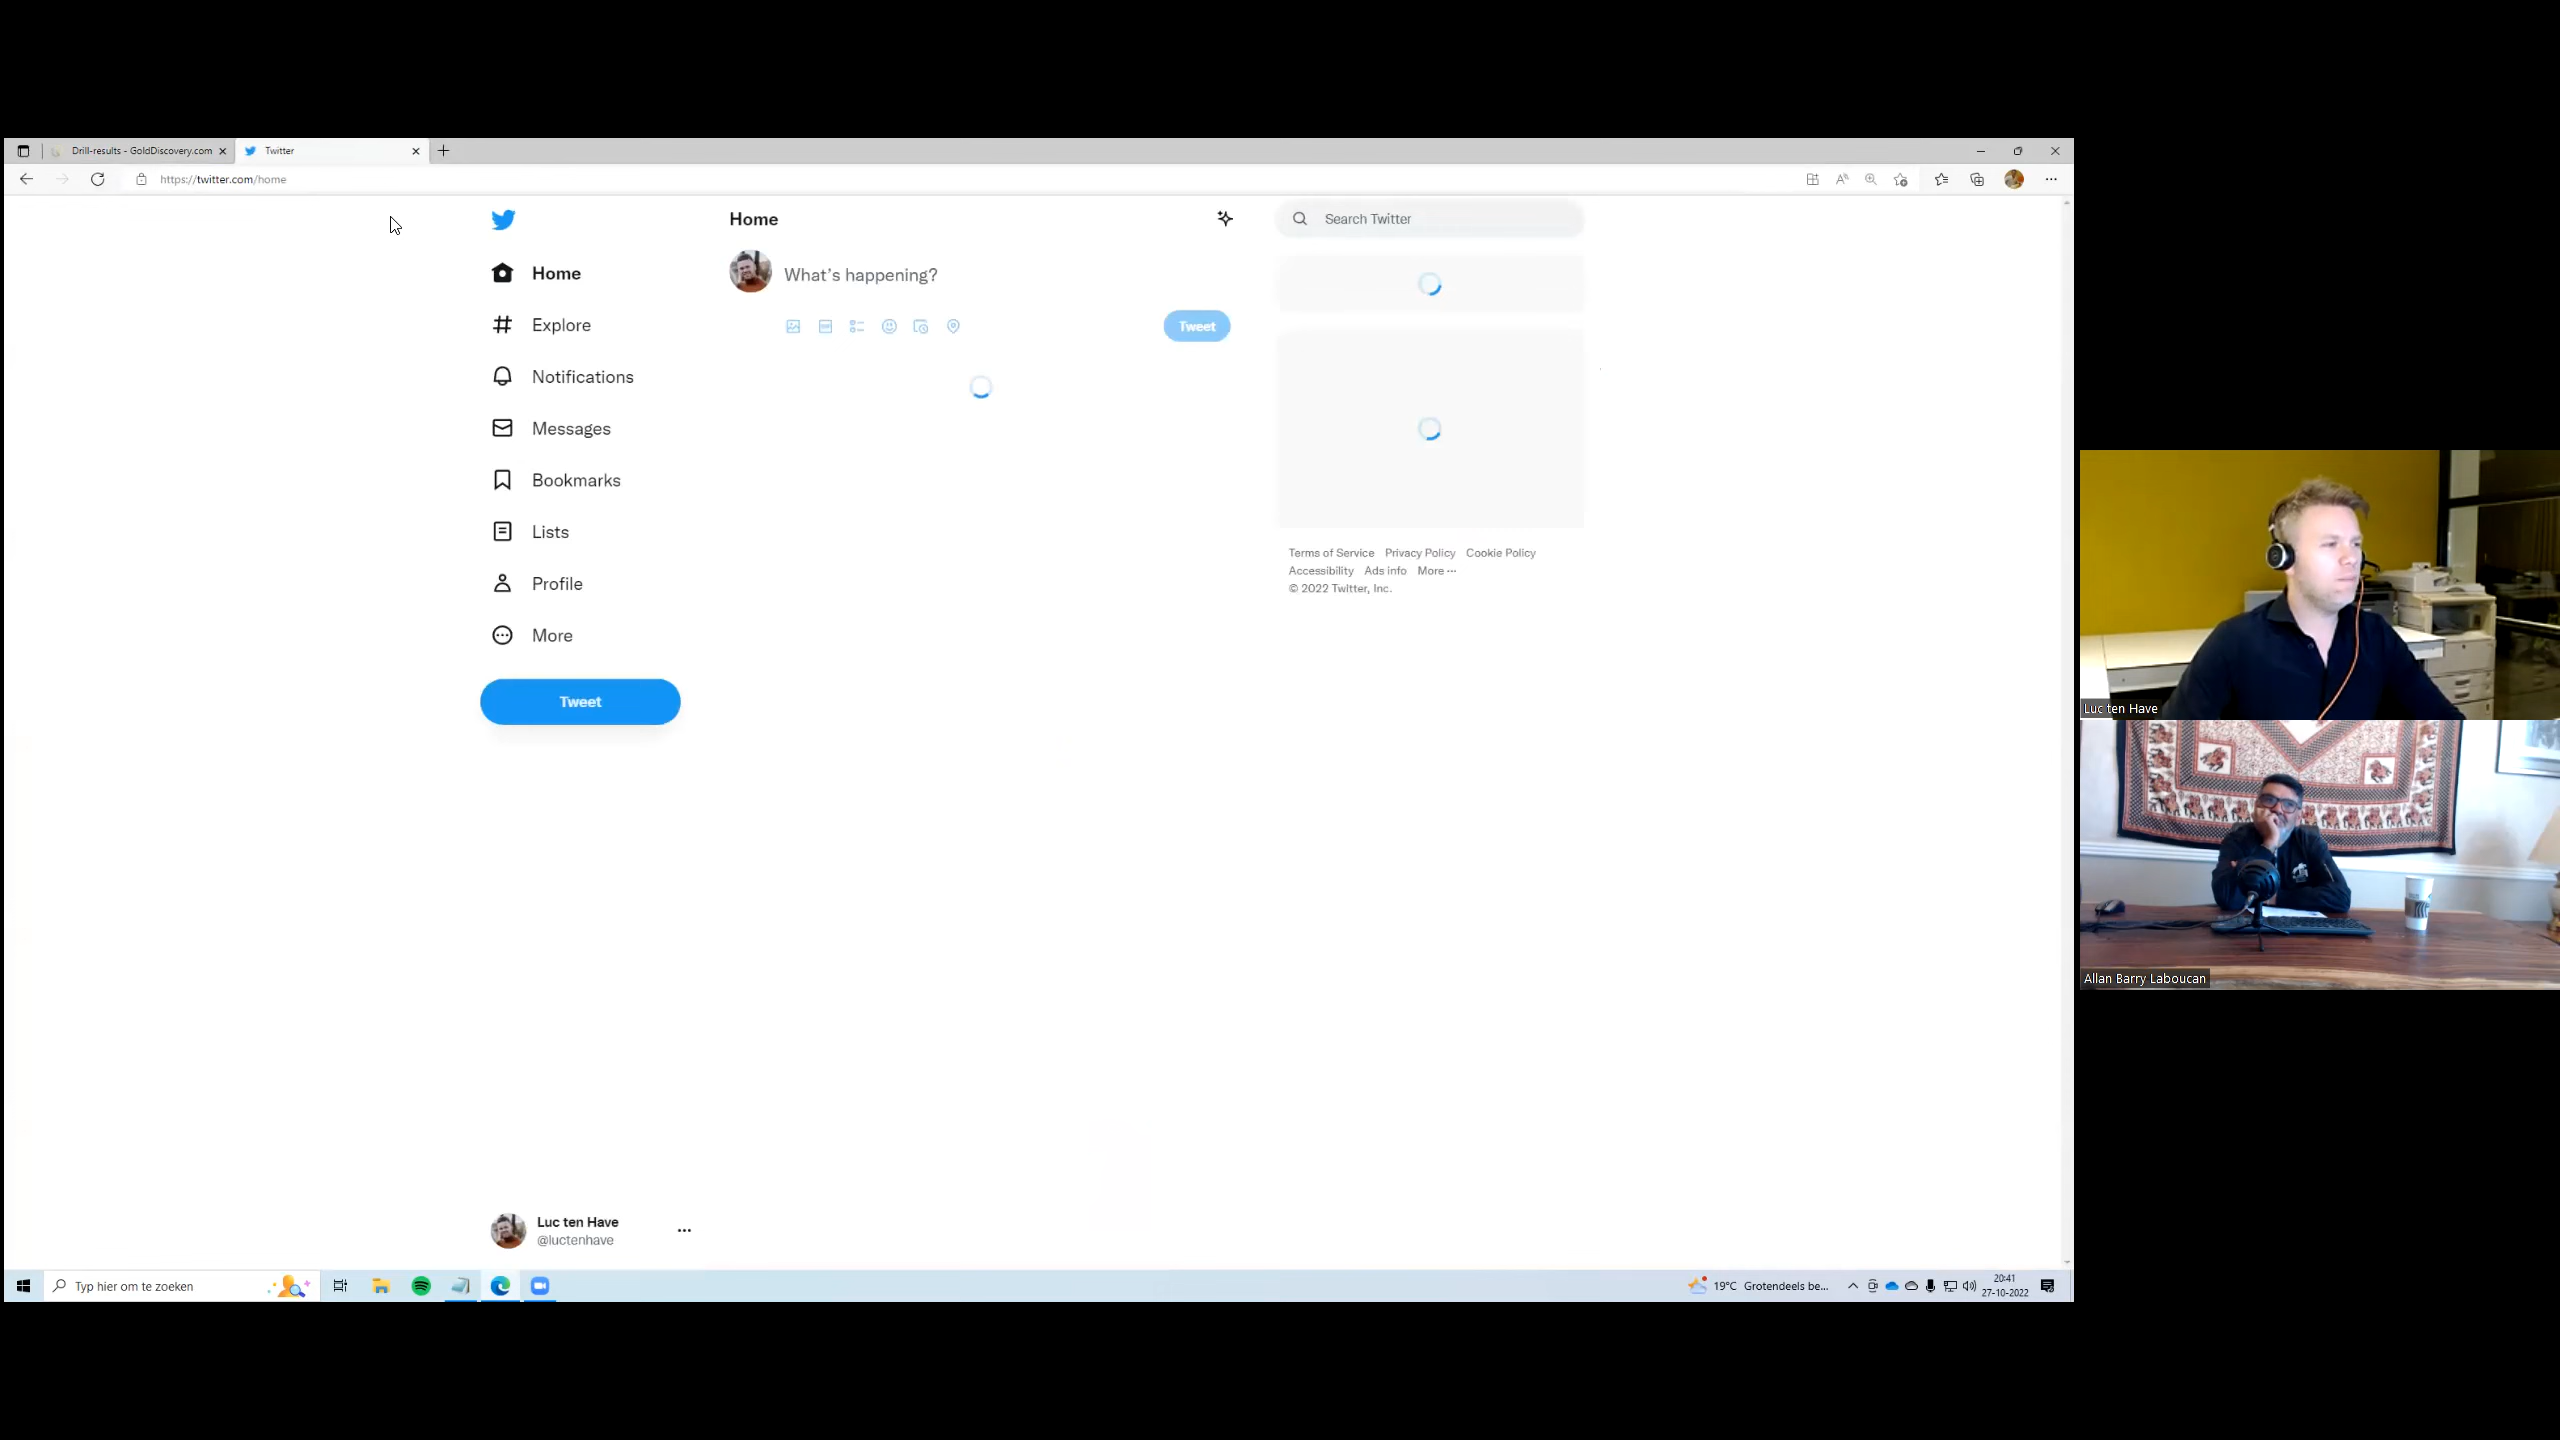 Drill-results - GoldDiscovery.com
Twitter
https://twitter.com/home
Home
Search Twitter
Home
What's happening?
Explore
Tweet
Notifications
Messages
Bookmarks
Lists
Terms of Service Privacy Policy Cookie Policy
Accessibility Ads info More ···
© 2022 Twitter, Inc.
Profile
More
Tweet
Luc ten Have
Allan Barry Laboucan
Luc ten Have
@luctenhave
Typ hier om te zoeken
19°C Grotendeels be...
20:41
27-10-2022